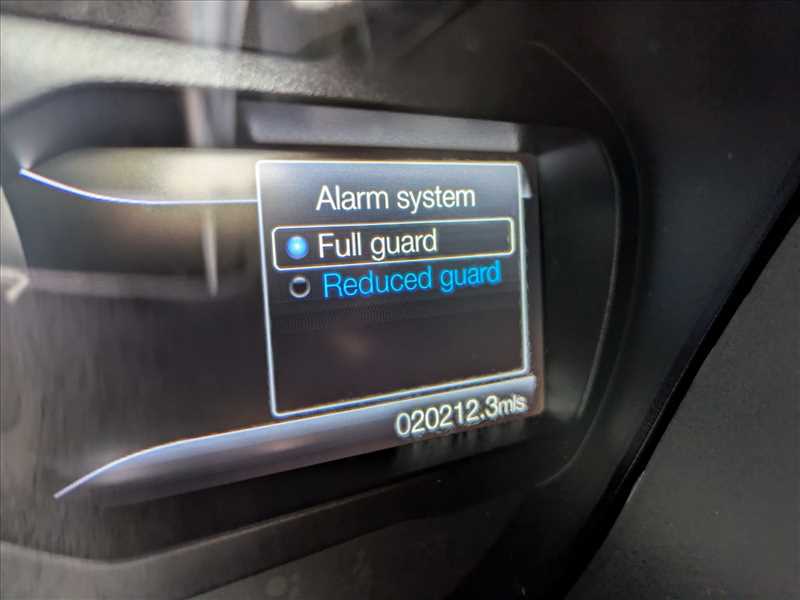 Alarm system
Full guard
Reduced guard
020212.3mls